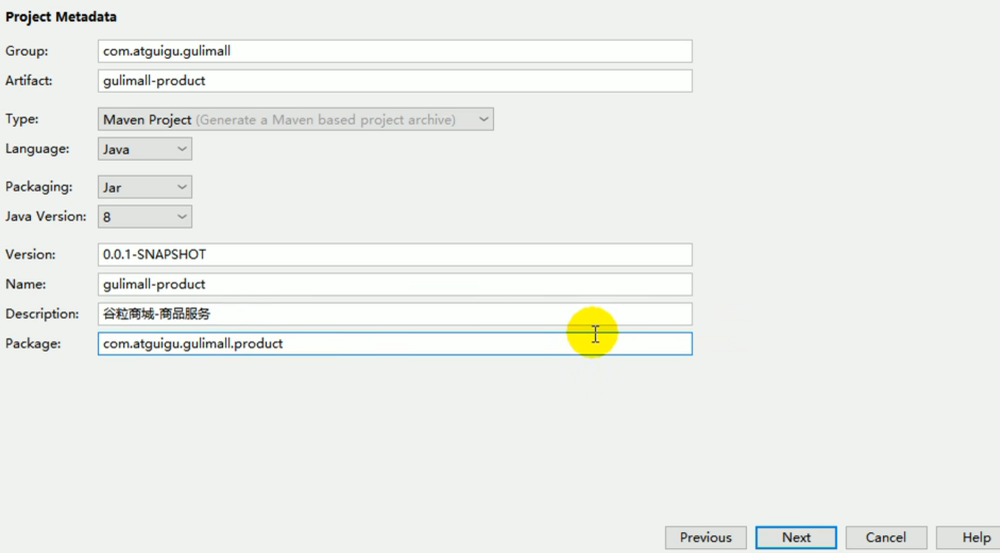 Project Metadata
Group: com.atguigu.gulimall
Artifact: gulimall-product
Type: Maven Project (Generate a Maven based project archive)
Language: Java
Packaging: Jar
Java Version: 8
Version: 0.0.1-SNAPSHOT
Name: gulimall-product
Description: 谷粒商城-商品服务
Package: com.atguigu.gulimall.product
Previous Next Cancel Help